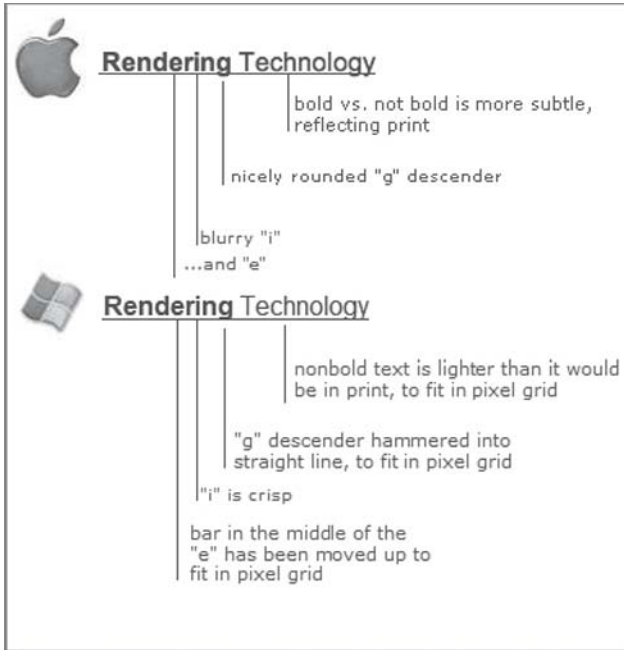 Rendering Technology
bold vs. not bold is more subtle,
reflecting print
nicely rounded "g" descender
blurry "i"
...and "e"
Rendering Technology
nonbold text is lighter than it would
be in print, to fit in pixel grid
"g" descender hammered into
straight line, to fit in pixel grid
"i" is crisp
bar in the middle of the
"e" has been moved up to
fit in pixel grid